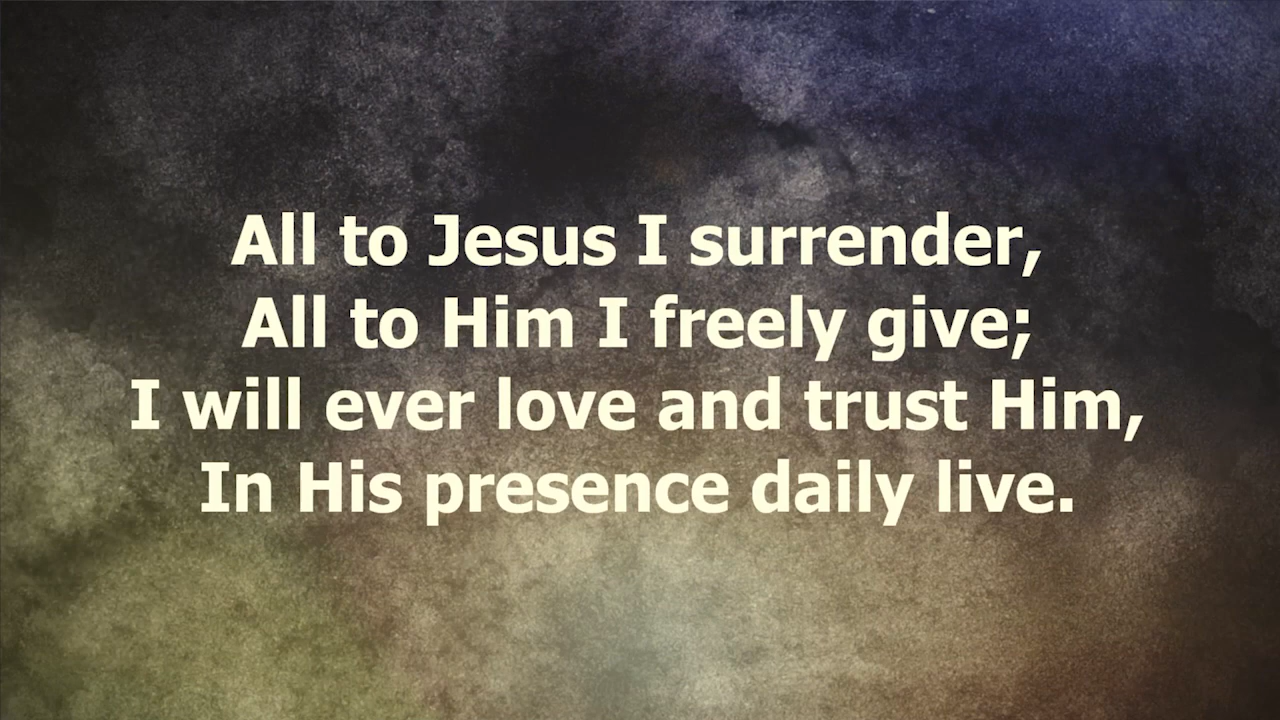 All to Jesus I surrender,
All to Him I freely give;
I will ever love and trust Him,
In His presence daily live.